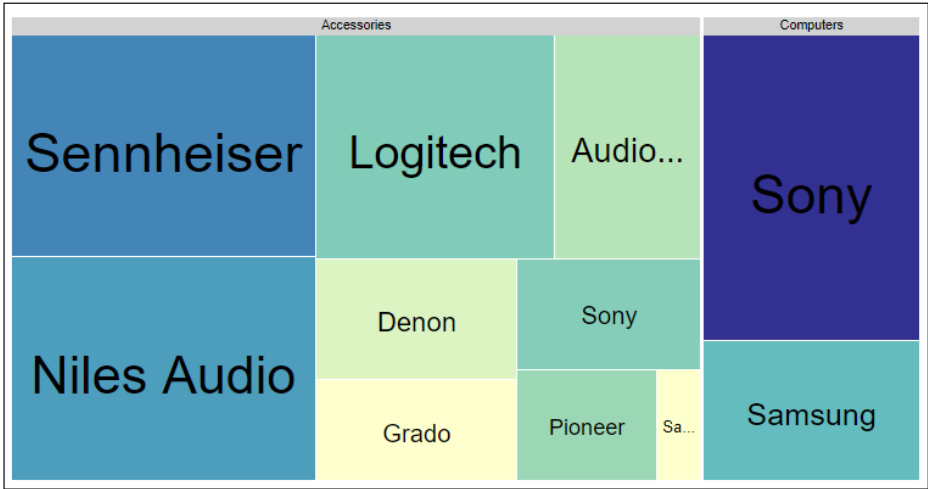 Accessories
Computers
Sennheiser
Logitech
Audio...
Sony
Niles Audio
Denon
Sony
Grado
Pioneer
Sa...
Samsung